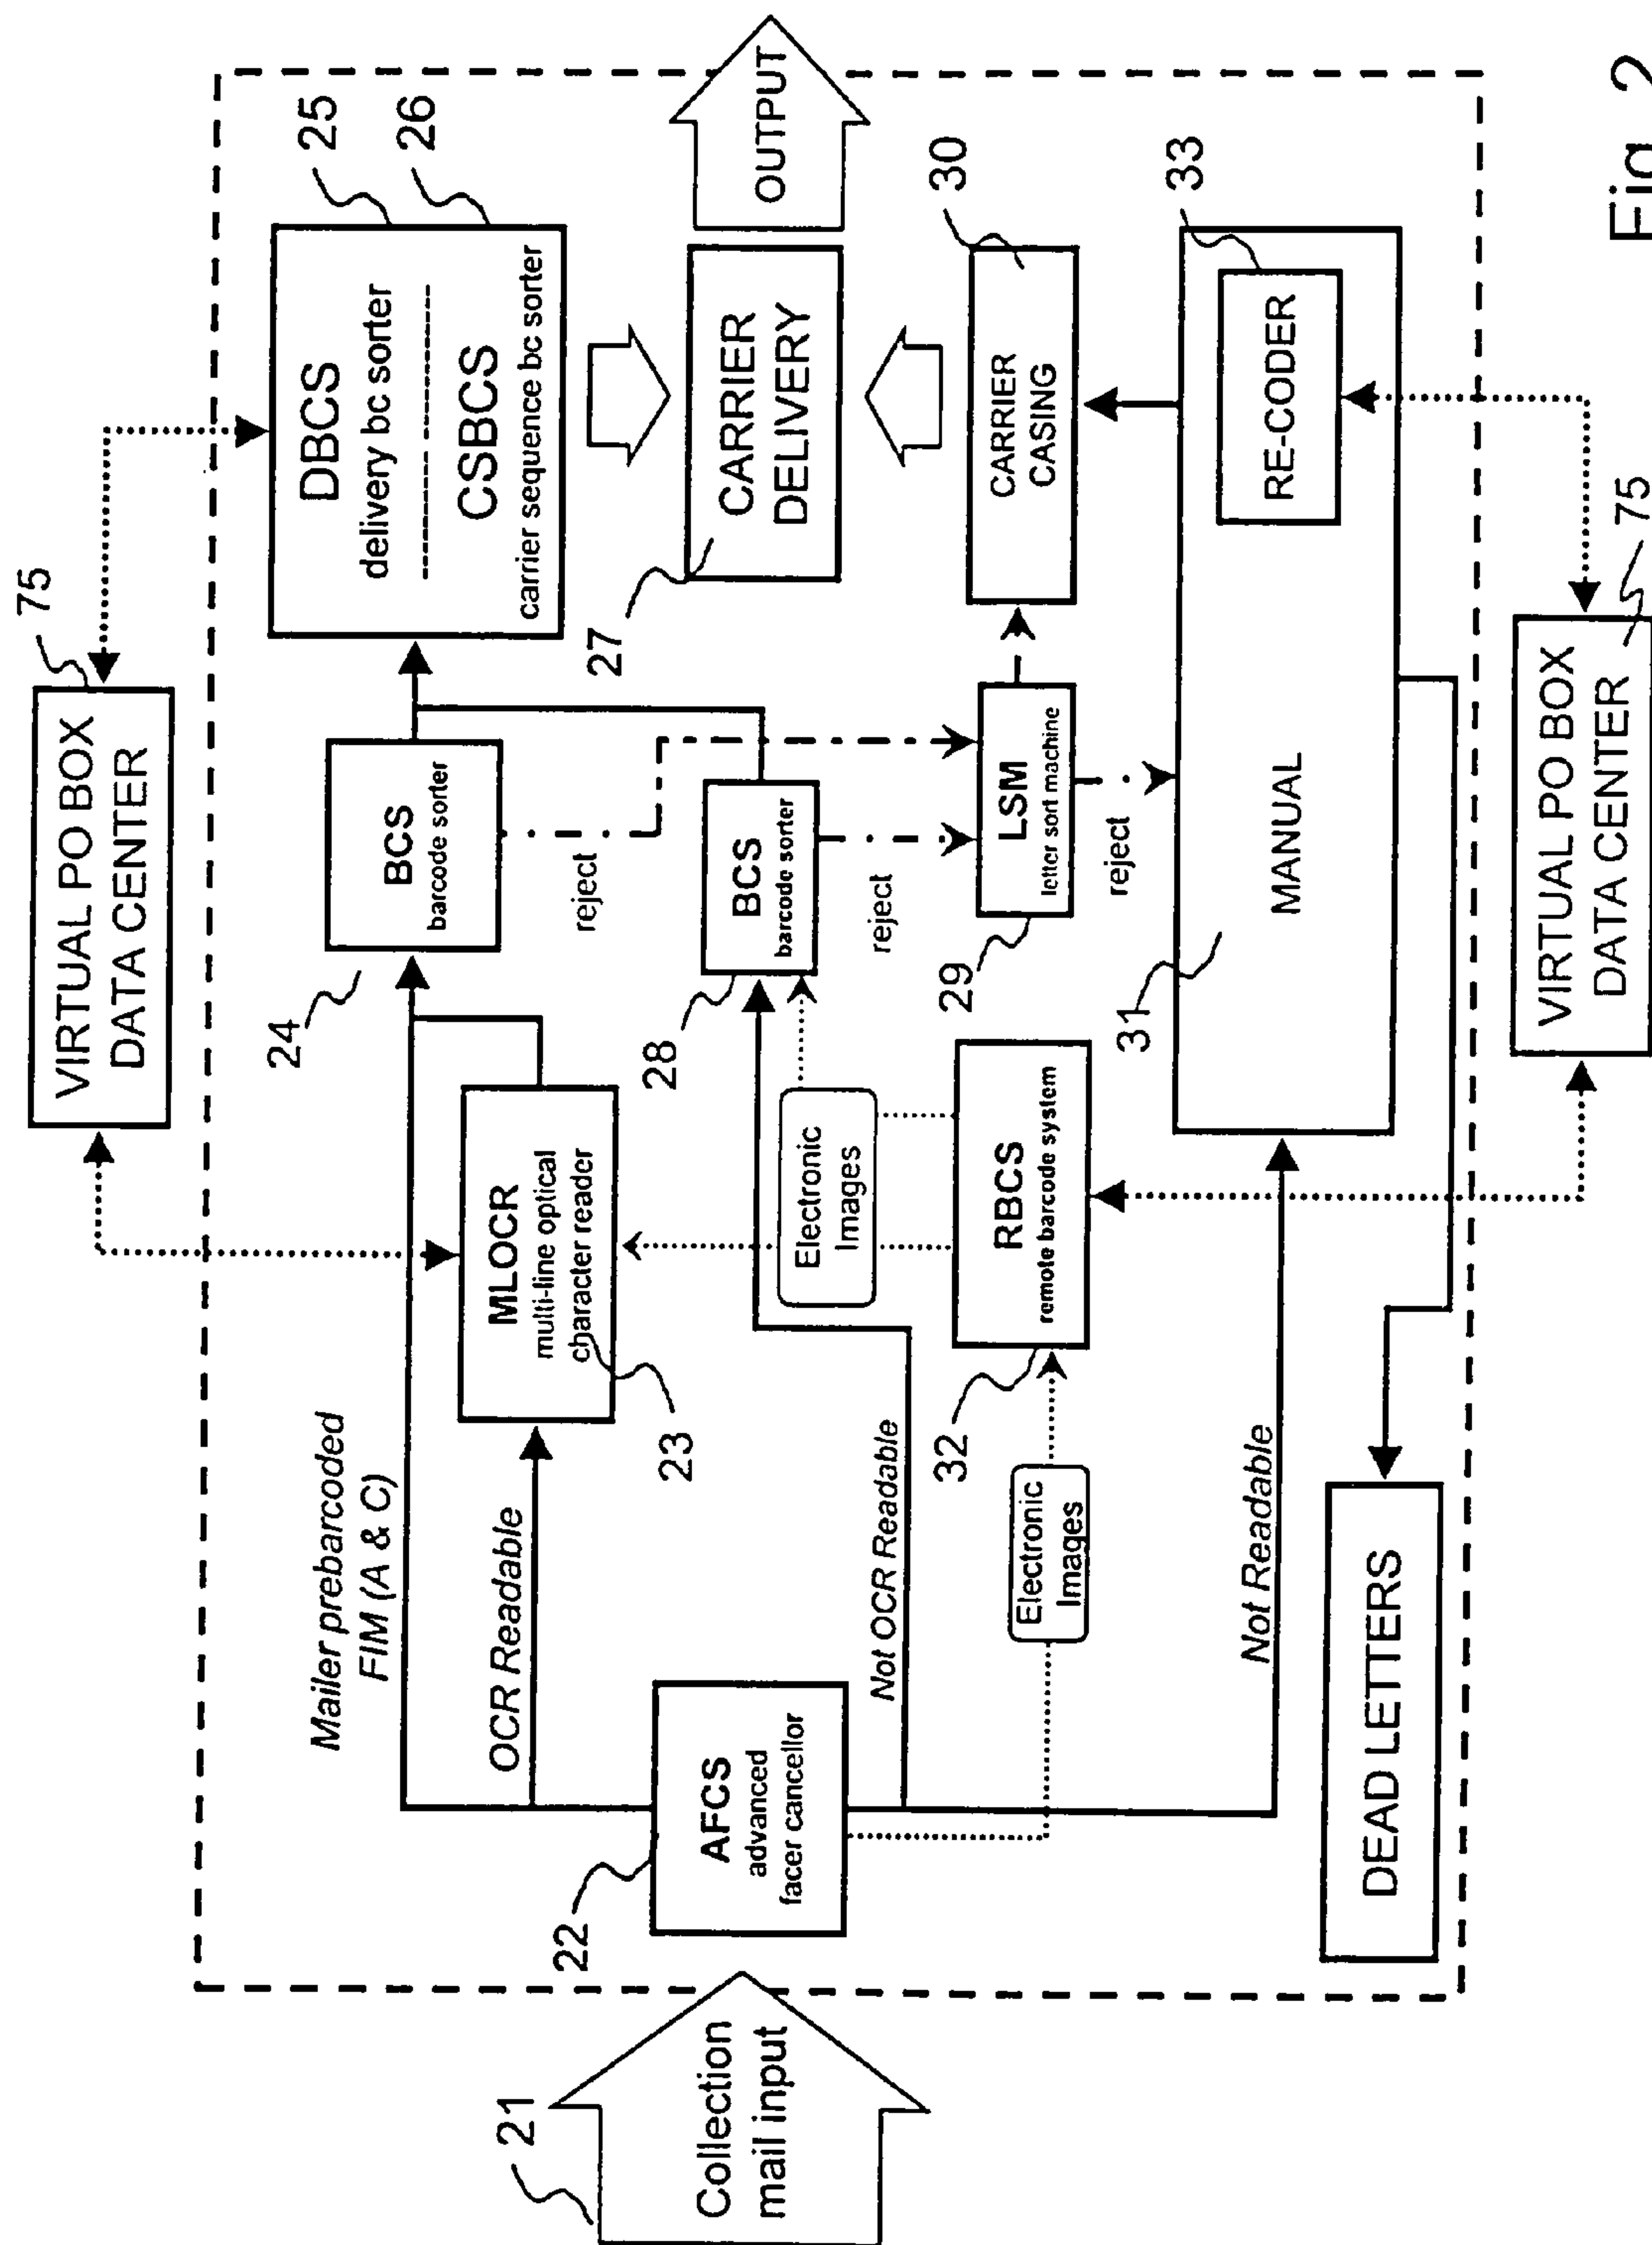 21
Collection
mail input
22
AFCS
advanced
facer cancellor
Mailer prebarcoded
FIM (A & C)
OCR Readable
Not OCR Readable
Not Readable
Electronic
Images
DEAD LETTERS
VIRTUAL PO BOX
DATA CENTER
75
MLOCR
multi-line optical
character reader
23
Electronic
Images
RBCS
remote barcode system
32
24
BCS
barcode sorter
reject
28
BCS
barcode sorter
reject
29
LSM
letter sort machine
reject
31
MANUAL
RE-CODER
33
DBCS
delivery bc sorter
CSBCS
carrier sequence bc sorter
25
26
27
CARRIER
DELIVERY
CARRIER
CASING
30
OUTPUT
VIRTUAL PO BOX
DATA CENTER
75
Fig. 2